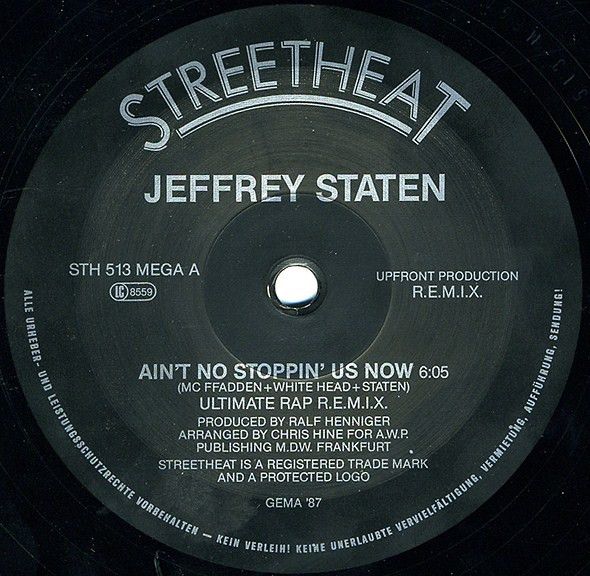 STREETHEAT
JEFFREY STATEN
STH 513 MEGA A
LC 8559
UPFRONT PRODUCTION
R.E.M.I.X.
AIN'T NO STOPPIN' US NOW 6:05
(MC FFADDEN+WHITE HEAD+STATEN)
ULTIMATE RAP R.E.M.I.X.
PRODUCED BY RALF HENNIGER
ARRANGED BY CHRIS HINE FOR A.W.P.
PUBLISHING M.D.W. FRANKFURT
STREETHEAT IS A REGISTERED TRADE MARK
AND A PROTECTED LOGO
GEMA '87
ALLE URHEBER- UND LEISTUNGSSCHUTZRECHTE VORBEHALTEN — KEIN VERLEIH! KEINE UNERLAUBTE VERVIELFÄLTIGUNG, VERMIETUNG, AUFFÜHRUNG, SENDUNG!